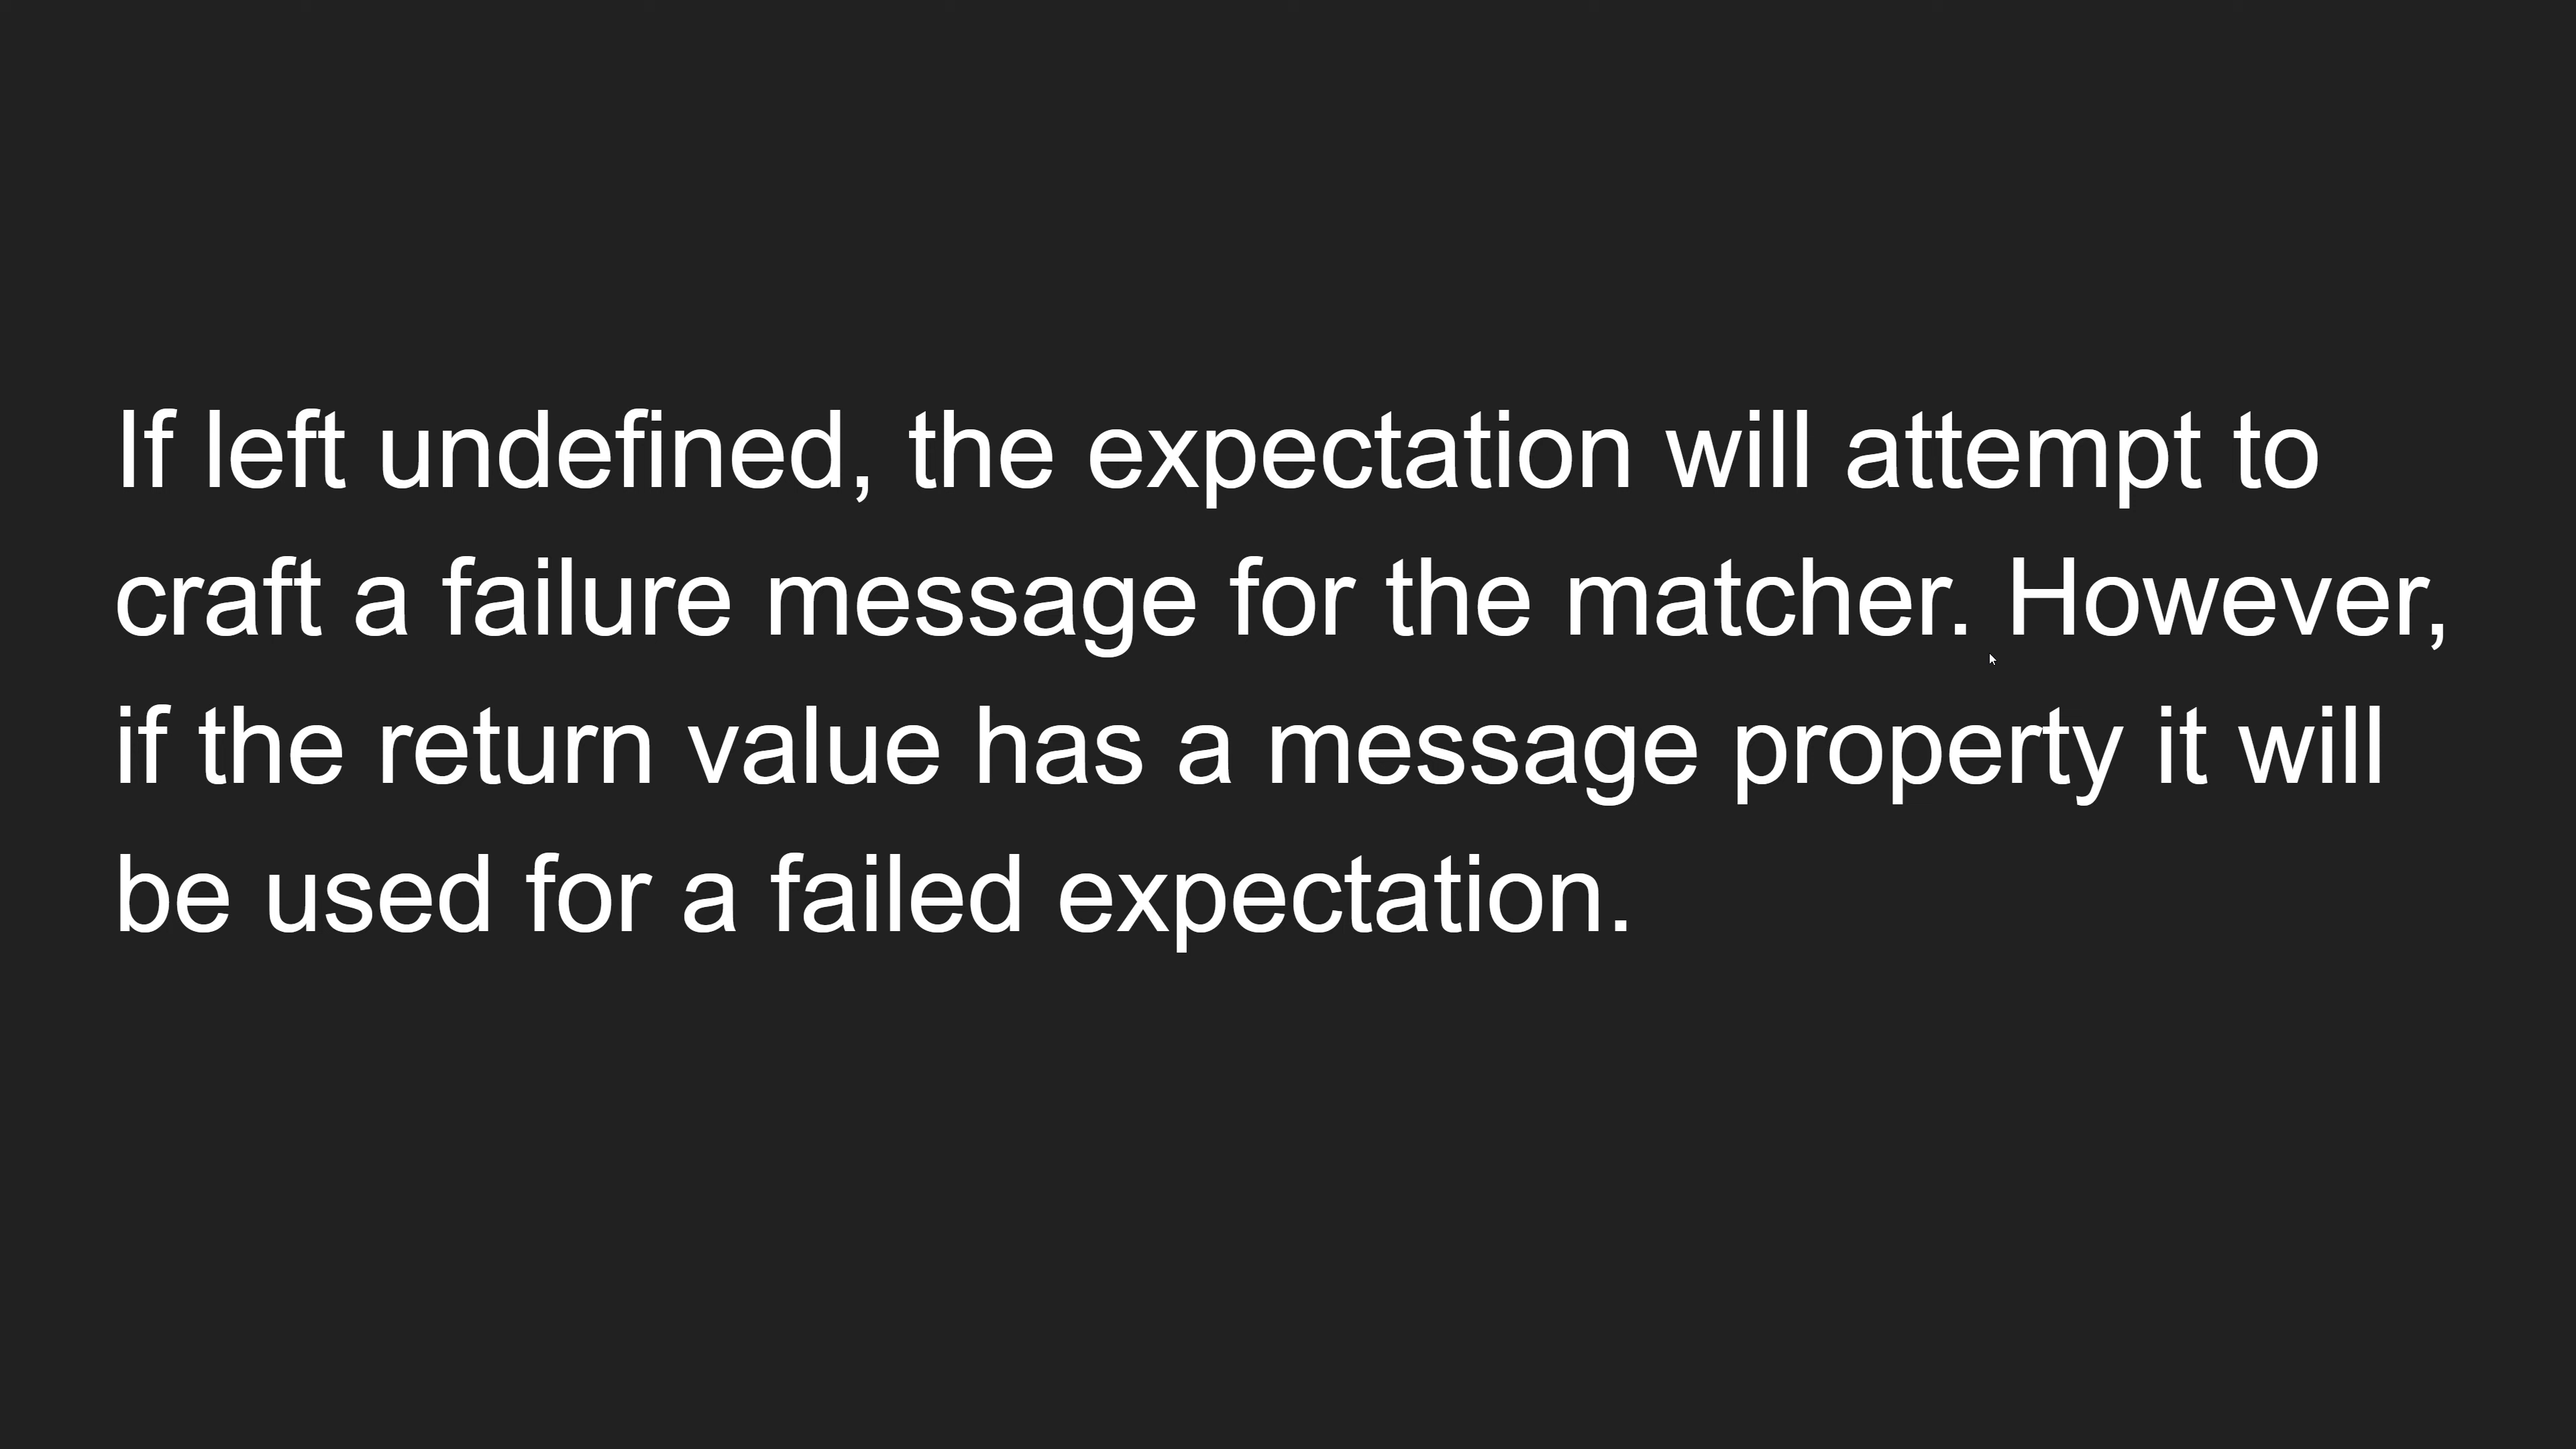 If left undefined, the expectation will attempt to
craft a failure message for the matcher. However,
if the return value has a message property it will
be used for a failed expectation.